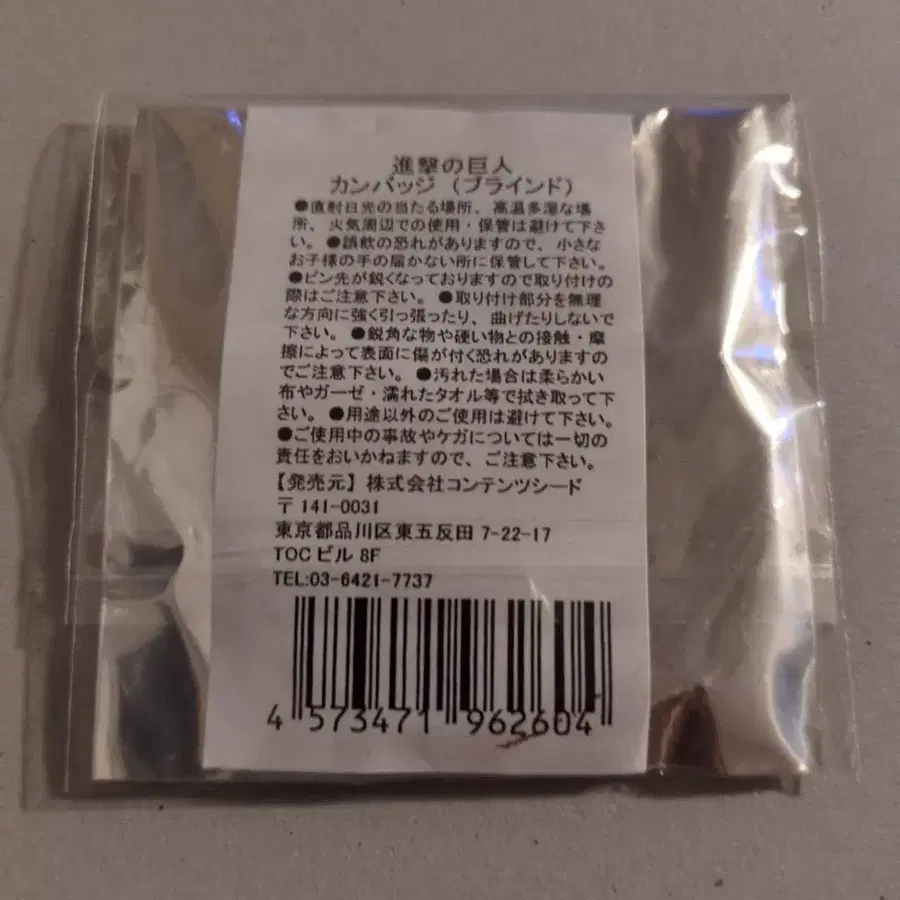 進撃の巨人
カンバッジ (ブラインド)
●直射日光の当たる場所、高温多湿な場
所、火気周辺での使用・保管は避けて下さ
い。●誤飲の恐れがありますので、小さな
お子様の手の届かない所に保管して下さい。
●ピン先が鋭くなっておりますので取り付けの
際はご注意下さい。●取り付け部分を無理
な方向に強く引っ張ったり、曲げたりしないで
下さい。●鋭角な物や硬い物との接触・摩
擦によって表面に傷が付く恐れがありますの
でご注意下さい。●汚れた場合は柔らかい
布やガーゼ・濡れたタオル等で拭き取って下
さい。●用途以外のご使用は避けて下さい。
●ご使用中の事故やケガについては一切の
責任をおいかねますので、ご注意下さい。
【発売元】株式会社コンテンツシード
〒141-0031
東京都品川区東五反田 7-22-17
TOC ビル 8F
TEL:03-6421-7737
4 573471 962604